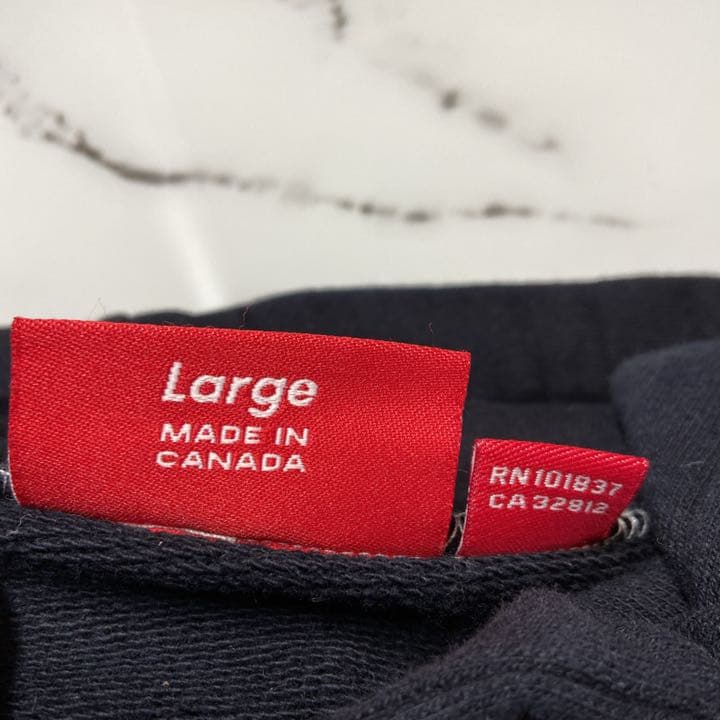 Large
MADE IN
CANADA
RN101837
CA32812